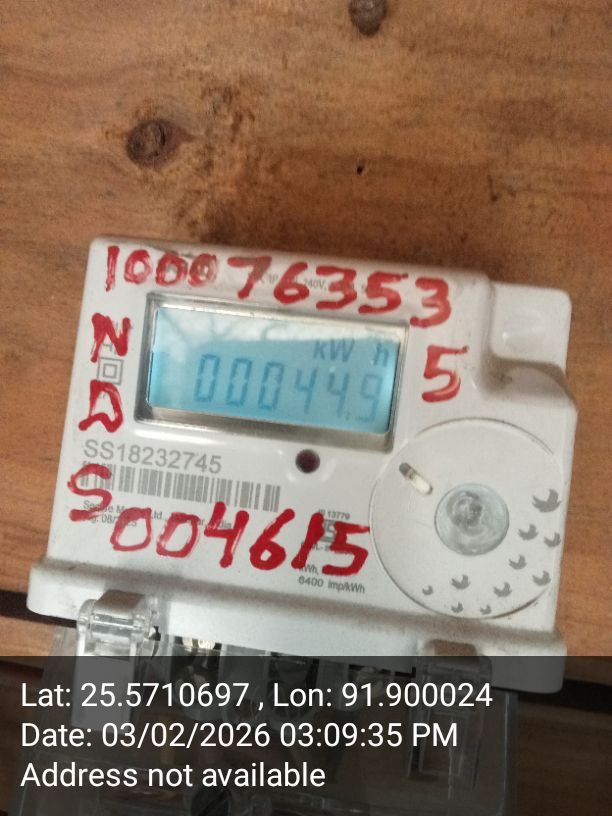 100076353
5
N
D
S
004615
kW h
00044.9
SS18232745
6400 imp/kWh
Lat: 25.5710697 , Lon: 91.900024
Date: 03/02/2026 03:09:35 PM
Address not available